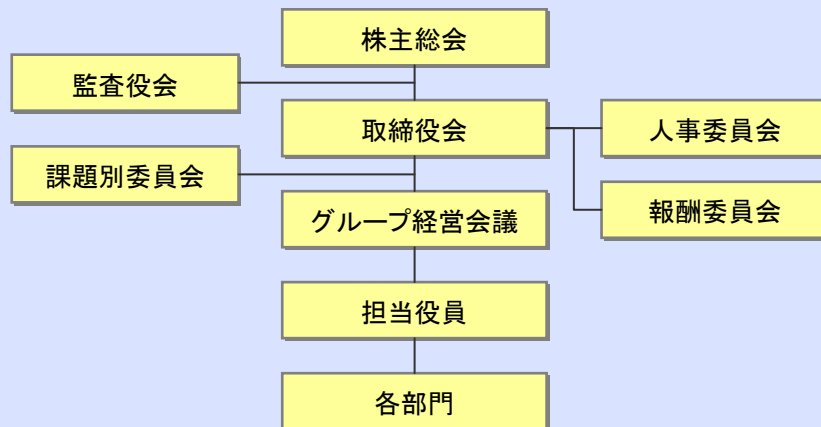 株主総会
監査役会
取締役会
人事委員会
課題別委員会
グループ経営会議
報酬委員会
担当役員
各部門